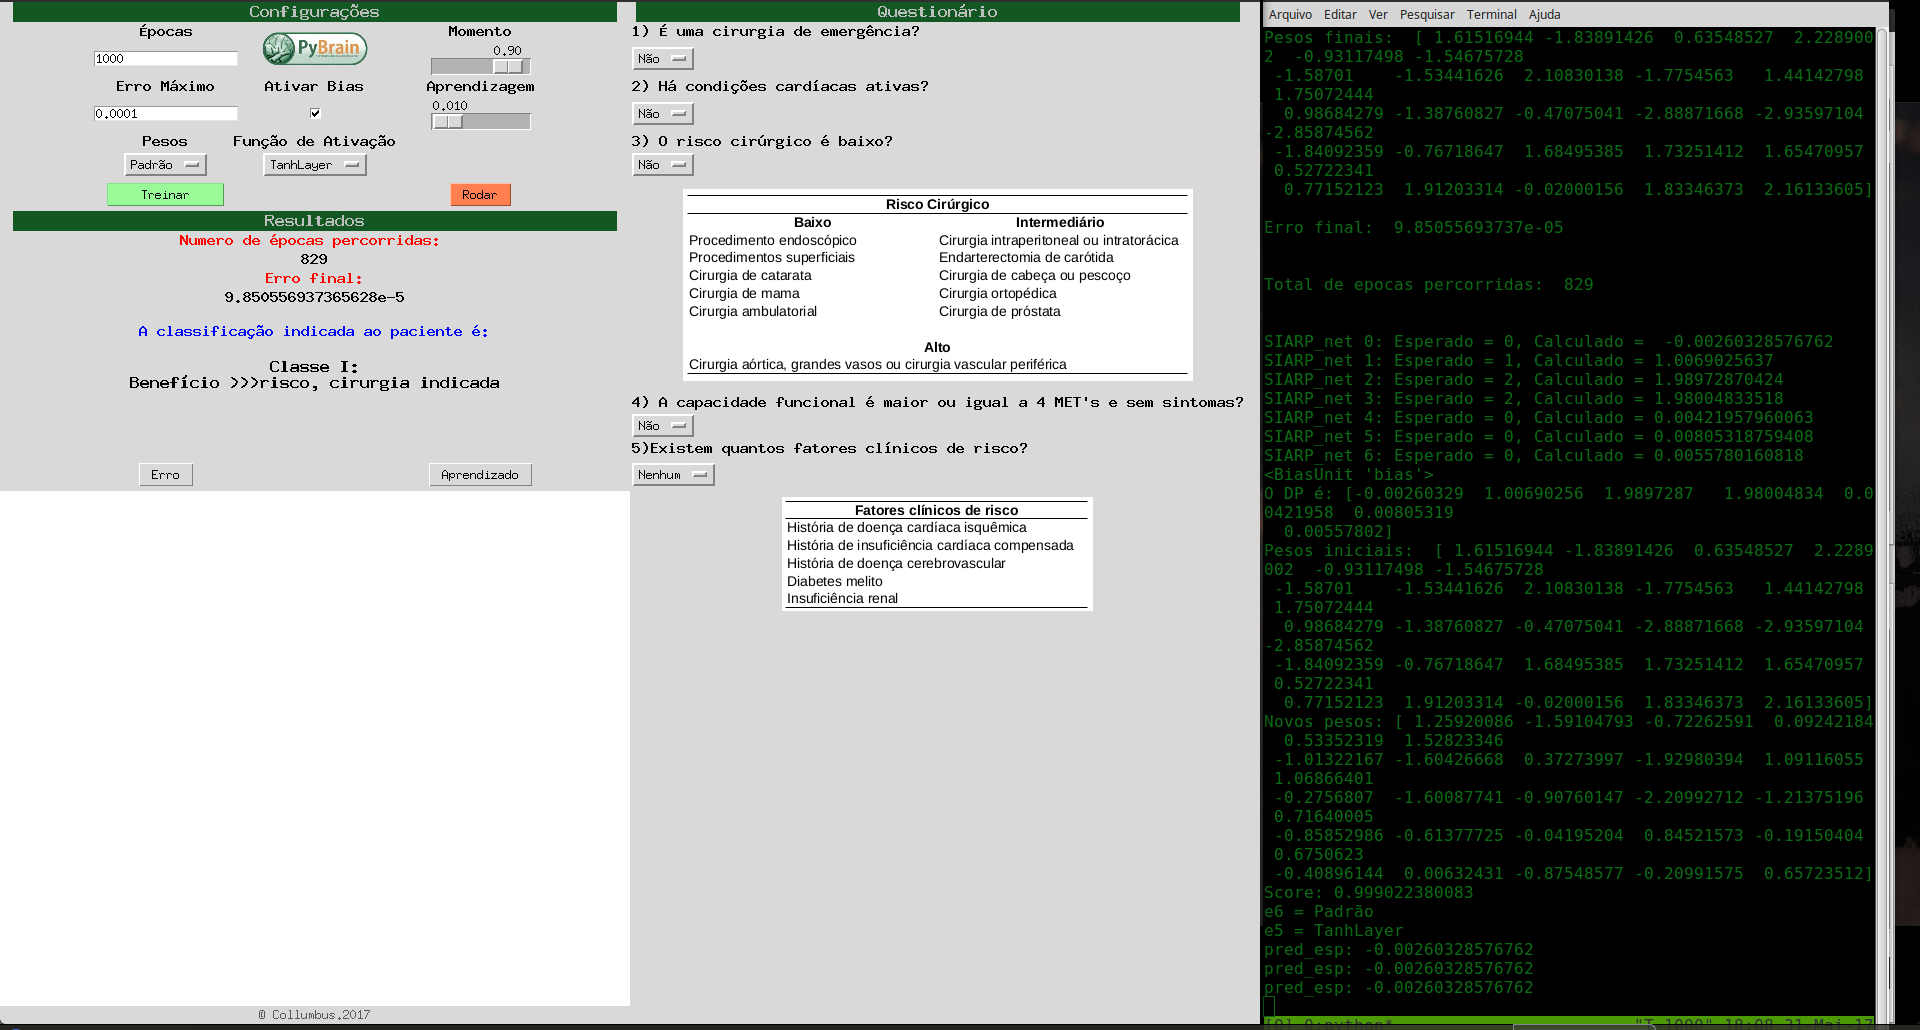 Configurações
Épocas
1000
PyBrain
Momento
0.90
Erro Máximo
0.0001
Ativar Bias
Aprendizagem
0.010
Pesos
Padrão
Função de Ativação
TanhLayer
Treinar
Rodar
Resultados
Numero de épocas percorridas:
829
Erro final:
9.850556937365628e-5
A classificação indicada ao paciente é:
Classe I:
Benefício >>>risco, cirurgia indicada
Erro
Aprendizado
© Collumbus,2017
Questionário
1) É uma cirurgia de emergência?
Não
2) Há condições cardíacas ativas?
Não
3) O risco cirúrgico é baixo?
Não
Risco Cirúrgico
Baixo Intermediário
Procedimento endoscópico Cirurgia intraperitoneal ou intratorácica
Procedimentos superficiais Endarterectomia de carótida
Cirurgia de catarata Cirurgia de cabeça ou pescoço
Cirurgia de mama Cirurgia ortopédica
Cirurgia ambulatorial Cirurgia de próstata
Alto
Cirurgia aórtica, grandes vasos ou cirurgia vascular periférica
4) A capacidade funcional é maior ou igual a 4 MET's e sem sintomas?
Não
5)Existem quantos fatores clínicos de risco?
Nenhum
Fatores clínicos de risco
História de doença cardíaca isquêmica
História de insuficiência cardíaca compensada
História de doença cerebrovascular
Diabetes melito
Insuficiência renal
Arquivo Editar Ver Pesquisar Terminal Ajuda
Pesos finais:  [ 1.61516944 -1.83891426  0.63548527  2.228900
2  -0.93117498 -1.54675728
-1.58701    -1.53441626  2.10830138 -1.7754563   1.44142798
1.75072444
0.98684279 -1.38760827 -0.47075041 -2.88871668 -2.93597104
-2.85874562
-1.84092359 -0.76718647  1.68495385  1.73251412  1.65470957
0.52722341
0.77152123  1.91203314 -0.02000156  1.83346373  2.16133605]
Erro final:  9.85055693737e-05
Total de epocas percorridas:  829
SIARP_net 0: Esperado = 0, Calculado =  -0.00260328576762
SIARP_net 1: Esperado = 1, Calculado = 1.0069025637
SIARP_net 2: Esperado = 2, Calculado = 1.98972870424
SIARP_net 3: Esperado = 2, Calculado = 1.98004833518
SIARP_net 4: Esperado = 0, Calculado = 0.00421957960063
SIARP_net 5: Esperado = 0, Calculado = 0.00805318759408
SIARP_net 6: Esperado = 0, Calculado = 0.0055780160818
<BiasUnit 'bias'>
O DP é: [-0.00260329  1.00690256  1.9897287   1.98004834  0.0
0421958  0.00805319
0.00557802]
Pesos iniciais:  [ 1.61516944 -1.83891426  0.63548527  2.2289
002  -0.93117498 -1.54675728
-1.58701    -1.53441626  2.10830138 -1.7754563   1.44142798
1.75072444
0.98684279 -1.38760827 -0.47075041 -2.88871668 -2.93597104
-2.85874562
-1.84092359 -0.76718647  1.68495385  1.73251412  1.65470957
0.52722341
0.77152123  1.91203314 -0.02000156  1.83346373  2.16133605]
Novos pesos: [ 1.25920086 -1.59104793 -0.72262591  0.09242184
0.53352319  1.52823346
-1.01322167 -1.60426668  0.37273997 -1.92980394  1.09116055
1.06866401
-0.2756807  -1.60087741 -0.90760147 -2.20992712 -1.21375196
0.71640005
-0.85852986 -0.61377725 -0.04195204  0.84521573 -0.19150404
0.6750623
-0.40896144  0.00632431 -0.87548577 -0.20991575  0.65723512]
Score: 0.999022380083
e6 = Padrão
e5 = TanhLayer
pred_esp: -0.00260328576762
pred_esp: -0.00260328576762
pred_esp: -0.00260328576762